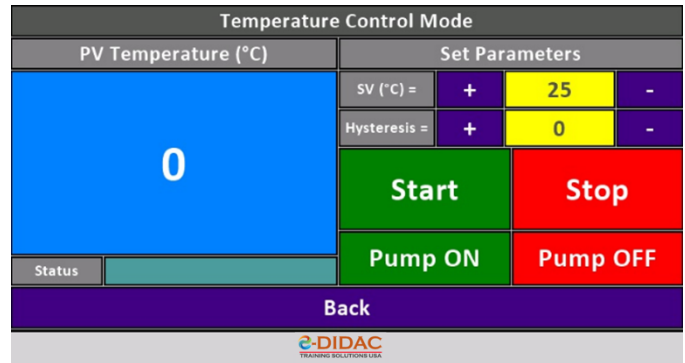 Temperature Control Mode
PV Temperature (°C)
Set Parameters
SV (°C) = + 25 -
Hysteresis = + 0 -
0
Start Stop
Pump ON Pump OFF
Status
Back
e-DIDAC
TRAINING SOLUTIONS USA